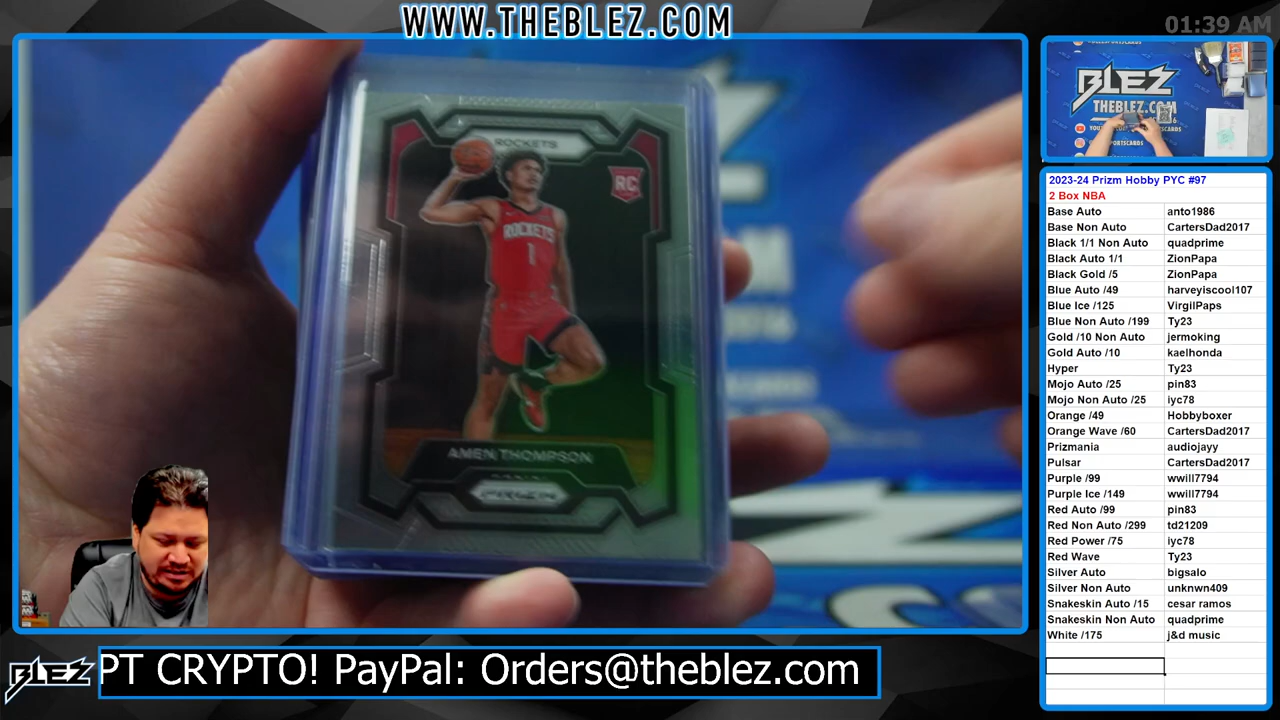 WWW.THEBLEZ.COM
01:39 AM
ROCKETS
RC
ROCKETS
1
AMEN THOMPSON
PRIZM
BLEZ
THEBLEZ.COM
2023-24 Prizm Hobby PYC #97
2 Box NBA
Base Auto anto1986
Base Non Auto CartersDad2017
Black 1/1 Non Auto quadprime
Black Auto 1/1 ZionPapa
Black Gold /5 ZionPapa
Blue Auto /49 harveyiscool107
Blue Ice /125 VirgilPaps
Blue Non Auto /199 Ty23
Gold /10 Non Auto jermoking
Gold Auto /10 kaelhonda
Hyper Ty23
Mojo Auto /25 pin83
Mojo Non Auto /25 iyc78
Orange /49 Hobbyboxer
Orange Wave /60 CartersDad2017
Prizmania audiojayy
Pulsar CartersDad2017
Purple /99 wwill7794
Purple Ice /149 wwill7794
Red Auto /99 pin83
Red Non Auto /299 td21209
Red Power /75 iyc78
Red Wave Ty23
Silver Auto bigsalo
Silver Non Auto unknwn409
Snakeskin Auto /15 cesar ramos
Snakeskin Non Auto quadprime
White /175 j&d music
BLEZ
PT CRYPTO! PayPal: Orders@theblez.com